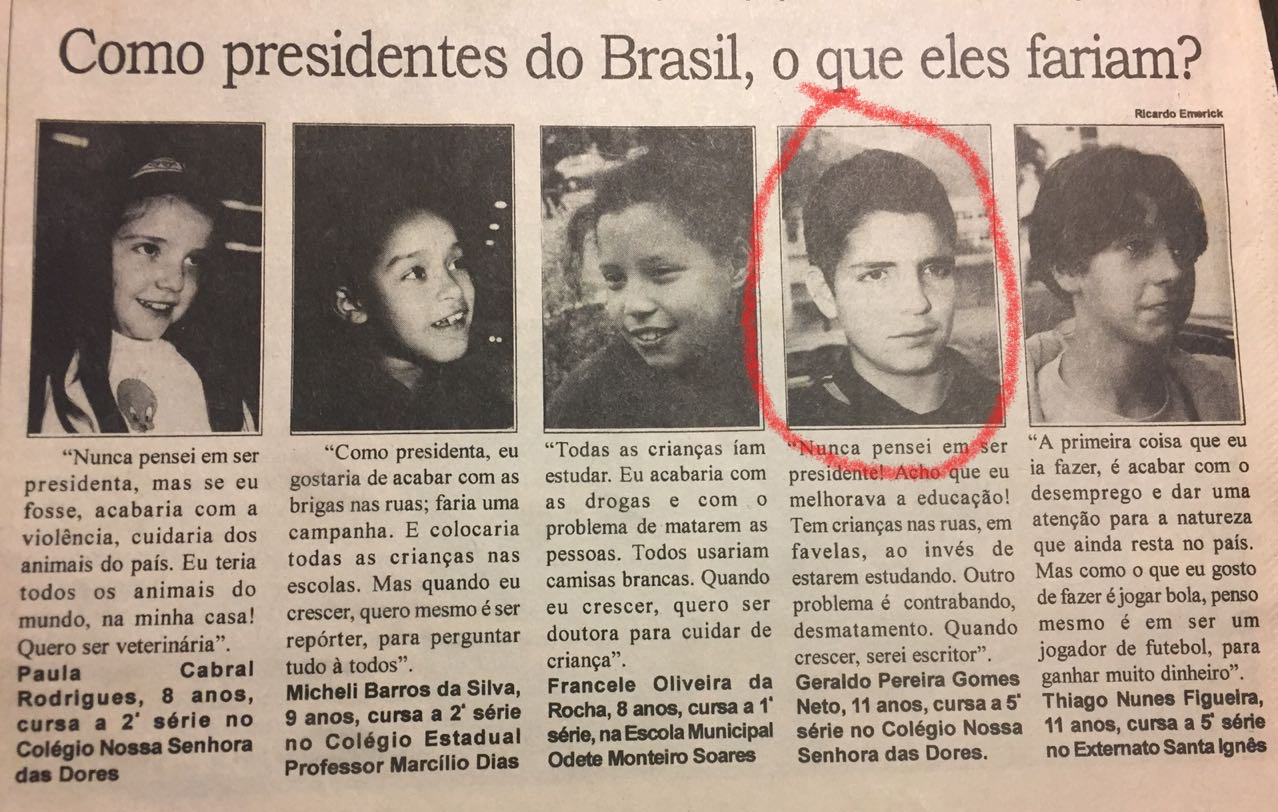 Como presidentes do Brasil, o que eles fariam?
Ricardo Emerick
“Nunca pensei em ser
presidenta, mas se eu
fosse, acabaria com a
violência, cuidaria dos
animais do país. Eu teria
todos os animais do
mundo, na minha casa!
Quero ser veterinária”.
Paula Cabral
Rodrigues, 8 anos,
cursa a 2ª série no
Colégio Nossa Senhora
das Dores
“Como presidenta, eu
gostaria de acabar com as
brigas nas ruas; faria uma
campanha. E colocaria
todas as crianças nas
escolas. Mas quando eu
crescer, quero mesmo é ser
repórter, para perguntar
tudo à todos”.
Micheli Barros da Silva,
9 anos, cursa a 2ª série
no Colégio Estadual
Professor Marcílio Dias
“Todas as crianças íam
estudar. Eu acabaria com
as drogas e com o
problema de matarem as
pessoas. Todos usariam
camisas brancas. Quando
eu crescer, quero ser
doutora para cuidar de
criança”.
Francele Oliveira da
Rocha, 8 anos, cursa a 1ª
série, na Escola Municipal
Odete Monteiro Soares
“Nunca pensei em ser
presidente! Acho que eu
melhorava a educação!
Tem crianças nas ruas, em
favelas, ao invés de
estarem estudando. Outro
problema é contrabando,
desmatamento. Quando
crescer, serei escritor”.
Geraldo Pereira Gomes
Neto, 11 anos, cursa a 5ª
série no Colégio Nossa
Senhora das Dores.
“A primeira coisa que eu
ia fazer, é acabar com o
desemprego e dar uma
atenção para a natureza
que ainda resta no país.
Mas como o que eu gosto
de fazer é jogar bola, penso
mesmo é em ser um
jogador de futebol, para
ganhar muito dinheiro”.
Thiago Nunes Figueira,
11 anos, cursa a 5ª série
no Externato Santa Ignês